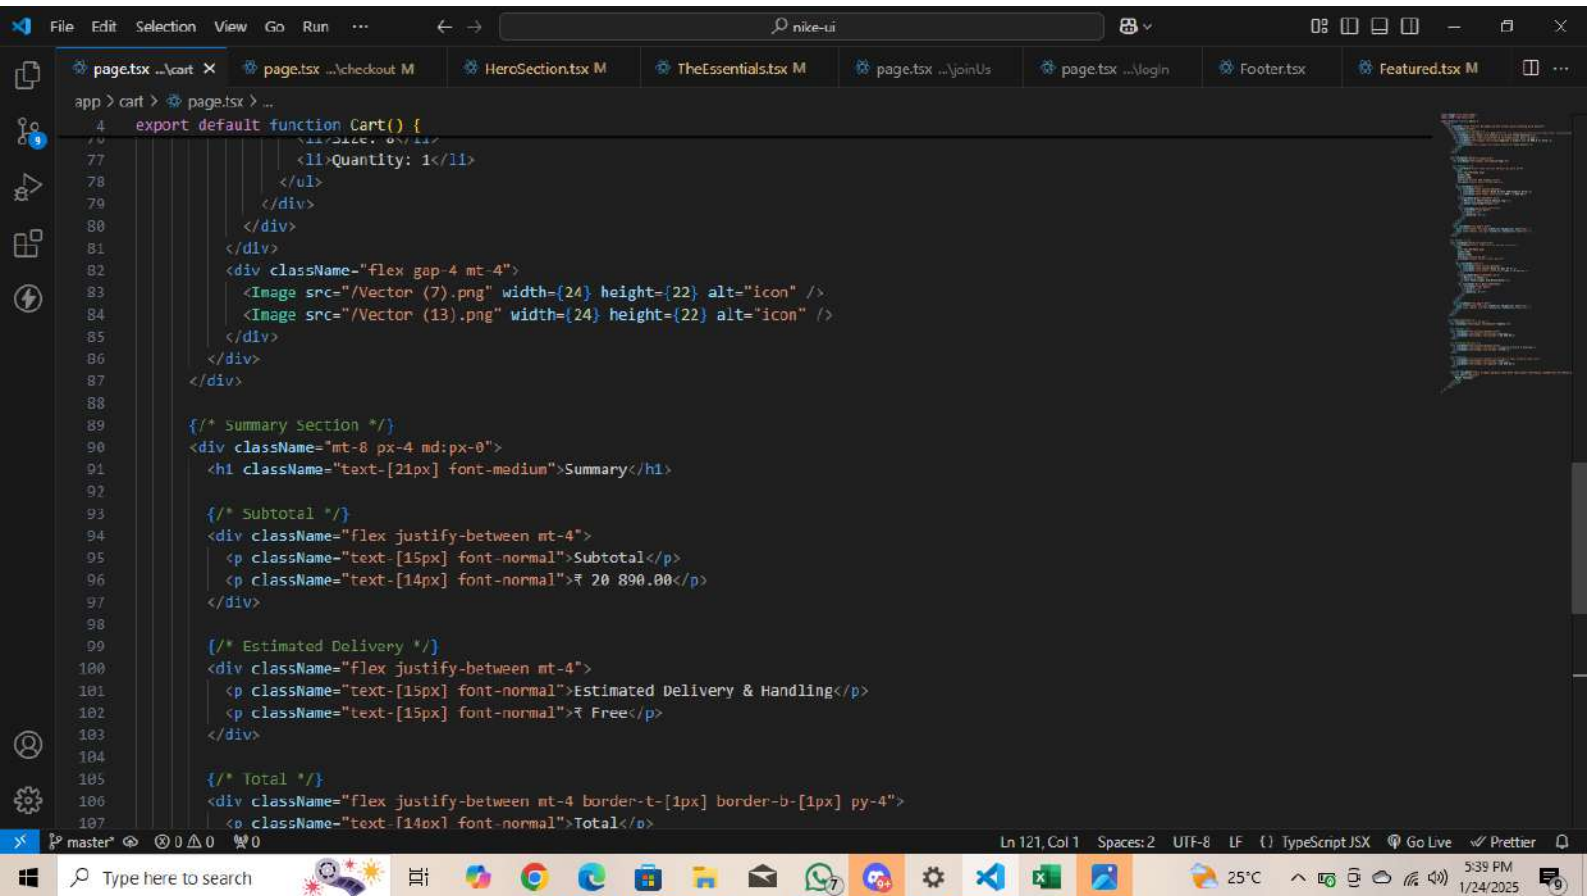 File Edit Selection View Go Run ··· nike-ui
page.tsx ...\cart page.tsx ...\checkout M HeroSection.tsx M TheEssentials.tsx M page.tsx ...\joinUs page.tsx ...\login Footer.tsx Featured.tsx M
app > cart > page.tsx > ...
4 export default function Cart() {
76 <li>Size: 8</li>
77 <li>Quantity: 1</li>
78 </ul>
79 </div>
80 </div>
81 </div>
82 <div className="flex gap-4 mt-4">
83 <Image src="/Vector (7).png" width={24} height={22} alt="icon" />
84 <Image src="/Vector (13).png" width={24} height={22} alt="icon" />
85 </div>
86 </div>
87 </div>
88
89 {/* Summary Section */}
90 <div className="mt-8 px-4 md:px-0">
91 <h1 className="text-[21px] font-medium">Summary</h1>
92
93 {/* Subtotal */}
94 <div className="flex justify-between mt-4">
95 <p className="text-[15px] font-normal">Subtotal</p>
96 <p className="text-[14px] font-normal">₹ 20 890.00</p>
97 </div>
98
99 {/* Estimated Delivery */}
100 <div className="flex justify-between mt-4">
101 <p className="text-[15px] font-normal">Estimated Delivery & Handling</p>
102 <p className="text-[15px] font-normal">₹ Free</p>
103 </div>
104
105 {/* Total */}
106 <div className="flex justify-between mt-4 border-t-[1px] border-b-[1px] py-4">
107 <p className="text-[14px] font-normal">Total</p>
9
master* 0 0 0 Ln 121, Col 1 Spaces: 2 UTF-8 LF {} TypeScript JSX Go Live Prettier
Type here to search 7 9+ 25°C 5:39 PM
1/24/2025 9